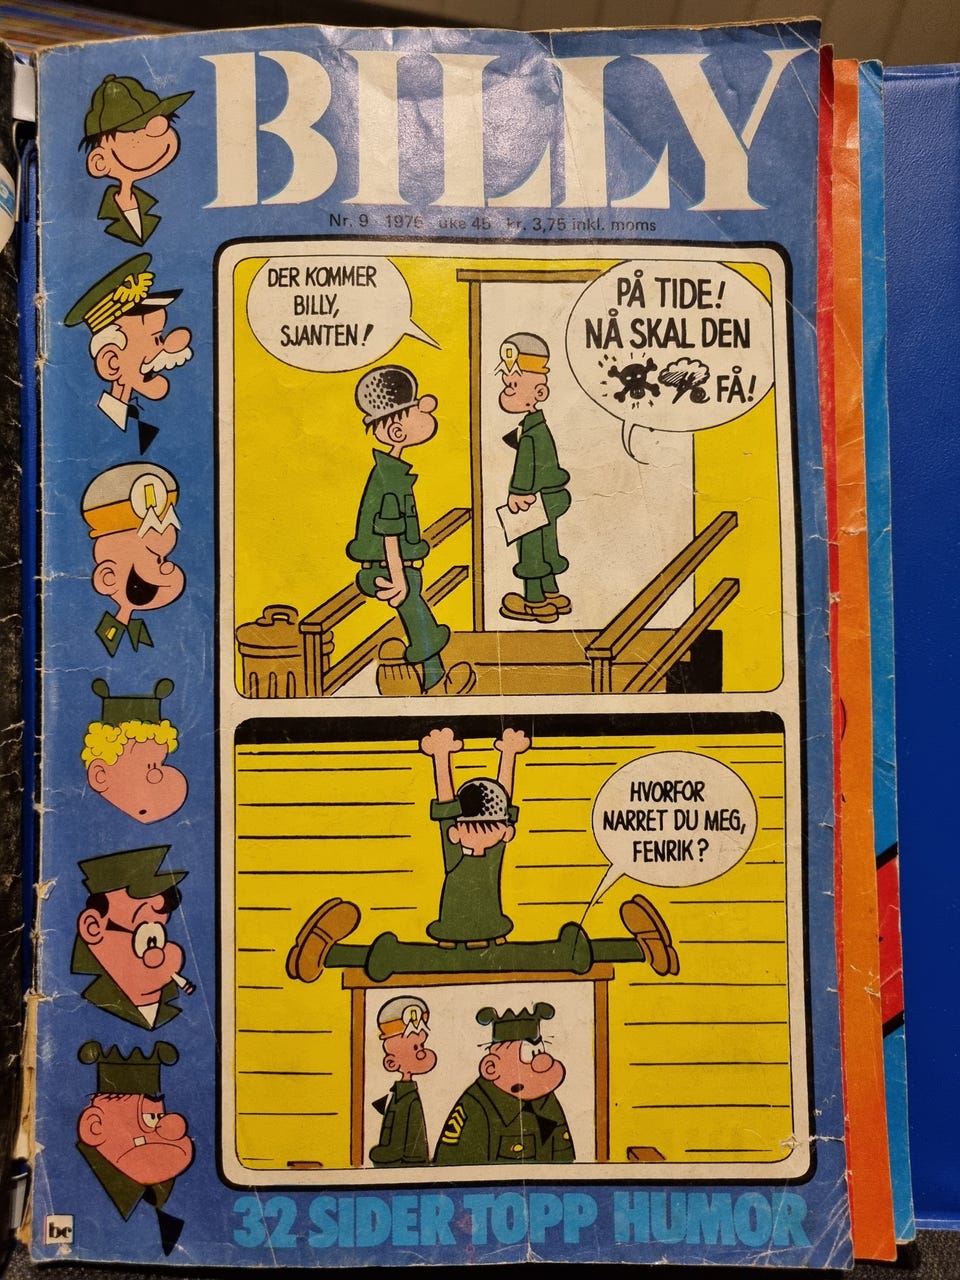 BILLY
Nr. 9 1976 uke 45 kr. 3,75 inkl. moms
DER KOMMER
BILLY,
SJANTEN!
PÅ TIDE!
NÅ SKAL DEN
FÅ!
HVORFOR
NARRET DU MEG,
FENRIK?
32 SIDER TOPP HUMOR
bc